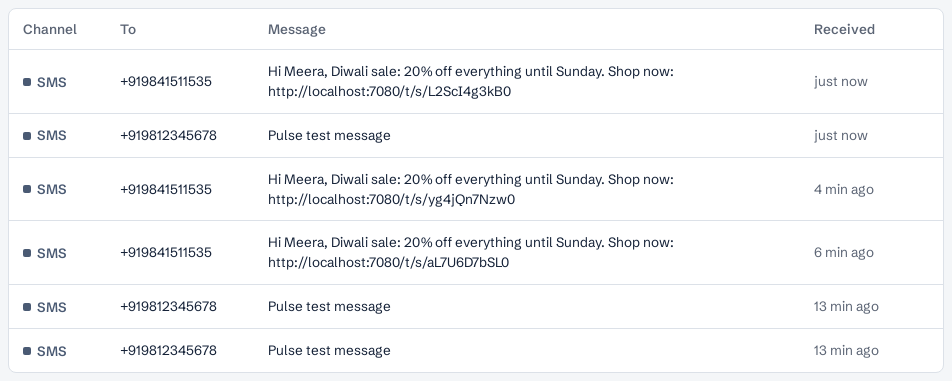 Channel To Message Received
SMS +919841511535 Hi Meera, Diwali sale: 20% off everything until Sunday. Shop now: just now
http://localhost:7080/t/s/L2ScI4g3kB0
SMS +919812345678 Pulse test message just now
SMS +919841511535 Hi Meera, Diwali sale: 20% off everything until Sunday. Shop now: 4 min ago
http://localhost:7080/t/s/yg4jQn7Nzw0
SMS +919841511535 Hi Meera, Diwali sale: 20% off everything until Sunday. Shop now: 6 min ago
http://localhost:7080/t/s/aL7U6D7bSL0
SMS +919812345678 Pulse test message 13 min ago
SMS +919812345678 Pulse test message 13 min ago